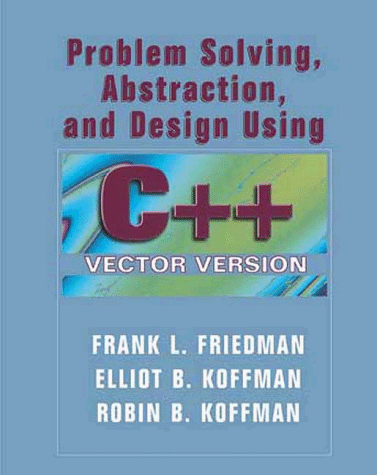 Problem Solving,
Abstraction,
and Design Using
C++
VECTOR VERSION
FRANK L. FRIEDMAN
ELLIOT B. KOFFMAN
ROBIN B. KOFFMAN